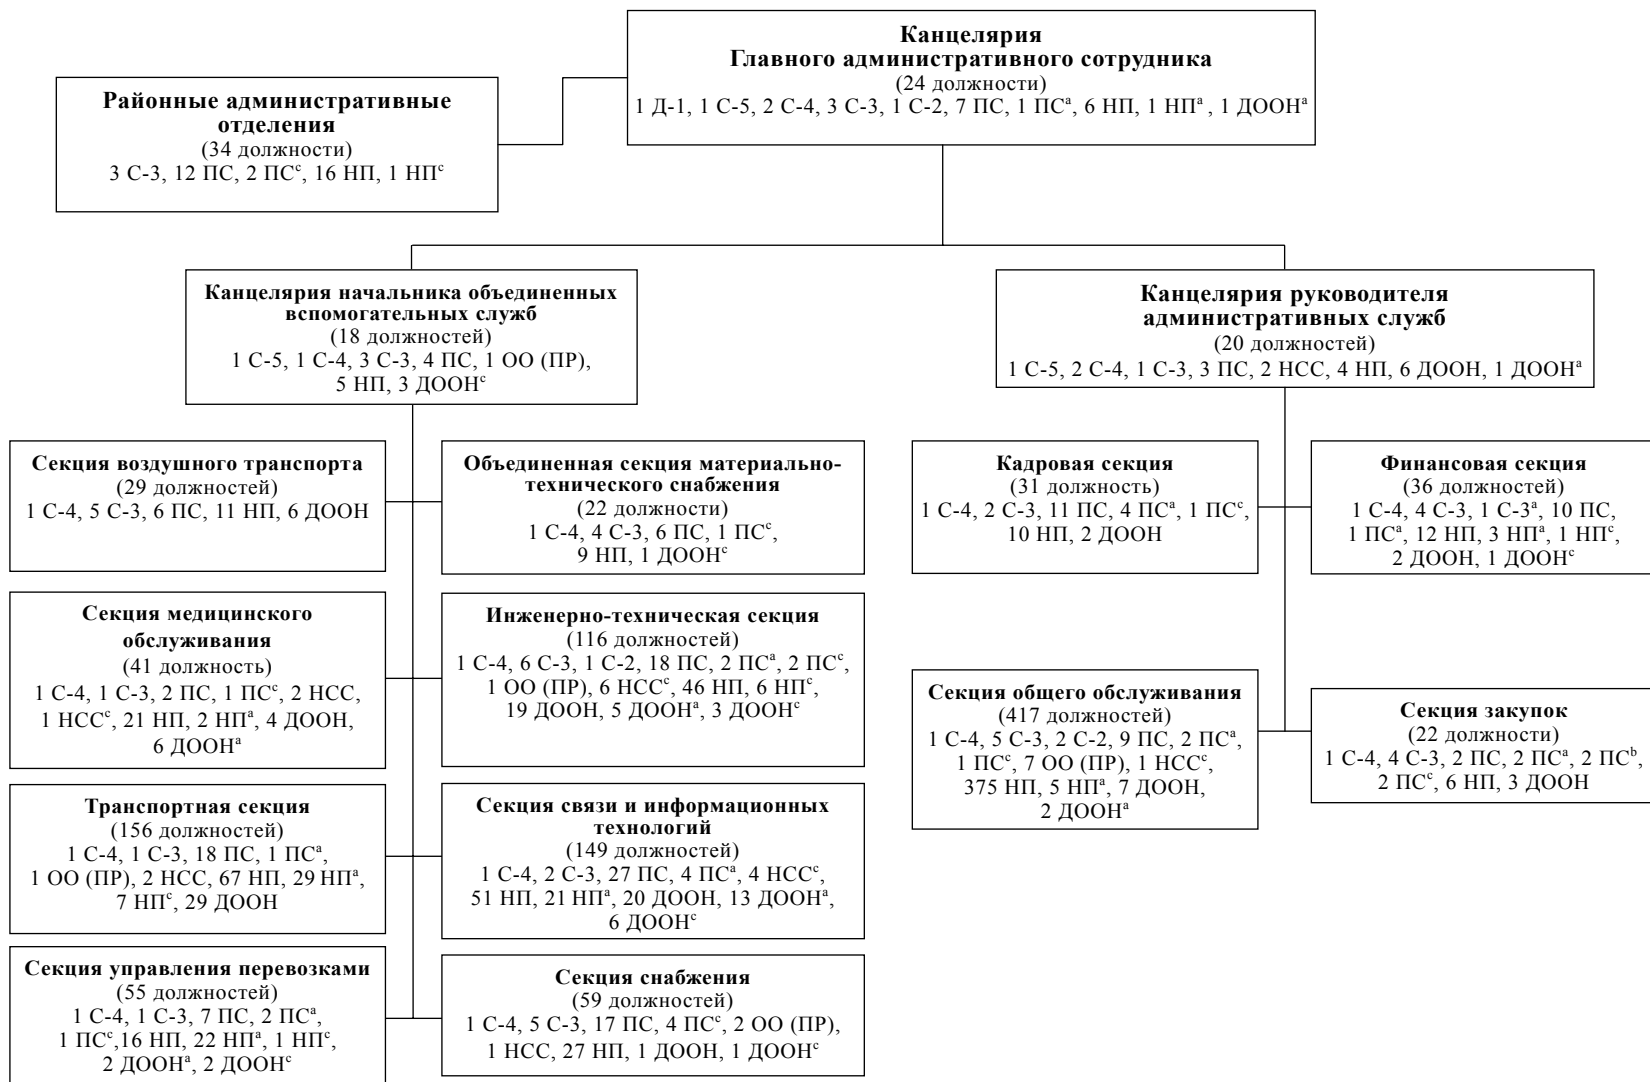 Канцелярия
Главного административного сотрудника
(24 должности)
1 Д-1, 1 С-5, 2 С-4, 3 С-3, 1 С-2, 7 ПС, 1 ПСᵃ, 6 НП, 1 НПᵃ , 1 ДООНᵃ
Районные административные
отделения
(34 должности)
3 С-3, 12 ПС, 2 ПСᶜ, 16 НП, 1 НПᶜ
Канцелярия начальника объединенных
вспомогательных служб
(18 должностей)
1 С-5, 1 С-4, 3 С-3, 4 ПС, 1 ОО (ПР),
5 НП, 3 ДООНᶜ
Канцелярия руководителя
административных служб
(20 должностей)
1 С-5, 2 С-4, 1 С-3, 3 ПС, 2 НСС, 4 НП, 6 ДООН, 1 ДООНᵃ
Секция воздушного транспорта
(29 должностей)
1 С-4, 5 С-3, 6 ПС, 11 НП, 6 ДООН
Объединенная секция материально-
технического снабжения
(22 должности)
1 С-4, 4 С-3, 6 ПС, 1 ПСᶜ,
9 НП, 1 ДООНᶜ
Кадровая секция
(31 должность)
1 С-4, 2 С-3, 11 ПС, 4 ПСᵃ, 1 ПСᶜ,
10 НП, 2 ДООН
Финансовая секция
(36 должностей)
1 С-4, 4 С-3, 1 С-3ᵃ, 10 ПС,
1 ПСᵃ, 12 НП, 3 НПᵃ, 1 НПᶜ,
2 ДООН, 1 ДООНᶜ
Секция медицинского
обслуживания
(41 должность)
1 С-4, 1 С-3, 2 ПС, 1 ПСᶜ, 2 НСС,
1 НССᶜ, 21 НП, 2 НПᵃ, 4 ДООН,
6 ДООНᵃ
Инженерно-техническая секция
(116 должностей)
1 С-4, 6 С-3, 1 С-2, 18 ПС, 2 ПСᵃ, 2 ПСᶜ,
1 ОО (ПР), 6 НССᶜ, 46 НП, 6 НПᶜ,
19 ДООН, 5 ДООНᵃ, 3 ДООНᶜ
Секция общего обслуживания
(417 должностей)
1 С-4, 5 С-3, 2 С-2, 9 ПС, 2 ПСᵃ,
1 ПСᶜ, 7 ОО (ПР), 1 НССᶜ,
375 НП, 5 НПᵃ, 7 ДООН,
2 ДООНᵃ
Секция закупок
(22 должности)
1 С-4, 4 С-3, 2 ПС, 2 ПСᵃ, 2 ПСᵇ,
2 ПСᶜ, 6 НП, 3 ДООН
Транспортная секция
(156 должностей)
1 С-4, 1 С-3, 18 ПС, 1 ПСᵃ,
1 ОО (ПР), 2 НСС, 67 НП, 29 НПᵃ,
7 НПᶜ, 29 ДООН
Секция связи и информационных
технологий
(149 должностей)
1 С-4, 2 С-3, 27 ПС, 4 ПСᵃ, 4 НССᶜ,
51 НП, 21 НПᵃ, 20 ДООН, 13 ДООНᵃ,
6 ДООНᶜ
Секция управления перевозками
(55 должностей)
1 С-4, 1 С-3, 7 ПС, 2 ПСᵃ,
1 ПСᶜ,16 НП, 22 НПᵃ, 1 НПᶜ,
2 ДООНᵃ, 2 ДООНᶜ
Секция снабжения
(59 должностей)
1 С-4, 5 С-3, 17 ПС, 4 ПСᶜ, 2 ОО (ПР),
1 НСС, 27 НП, 1 ДООН, 1 ДООНᶜ